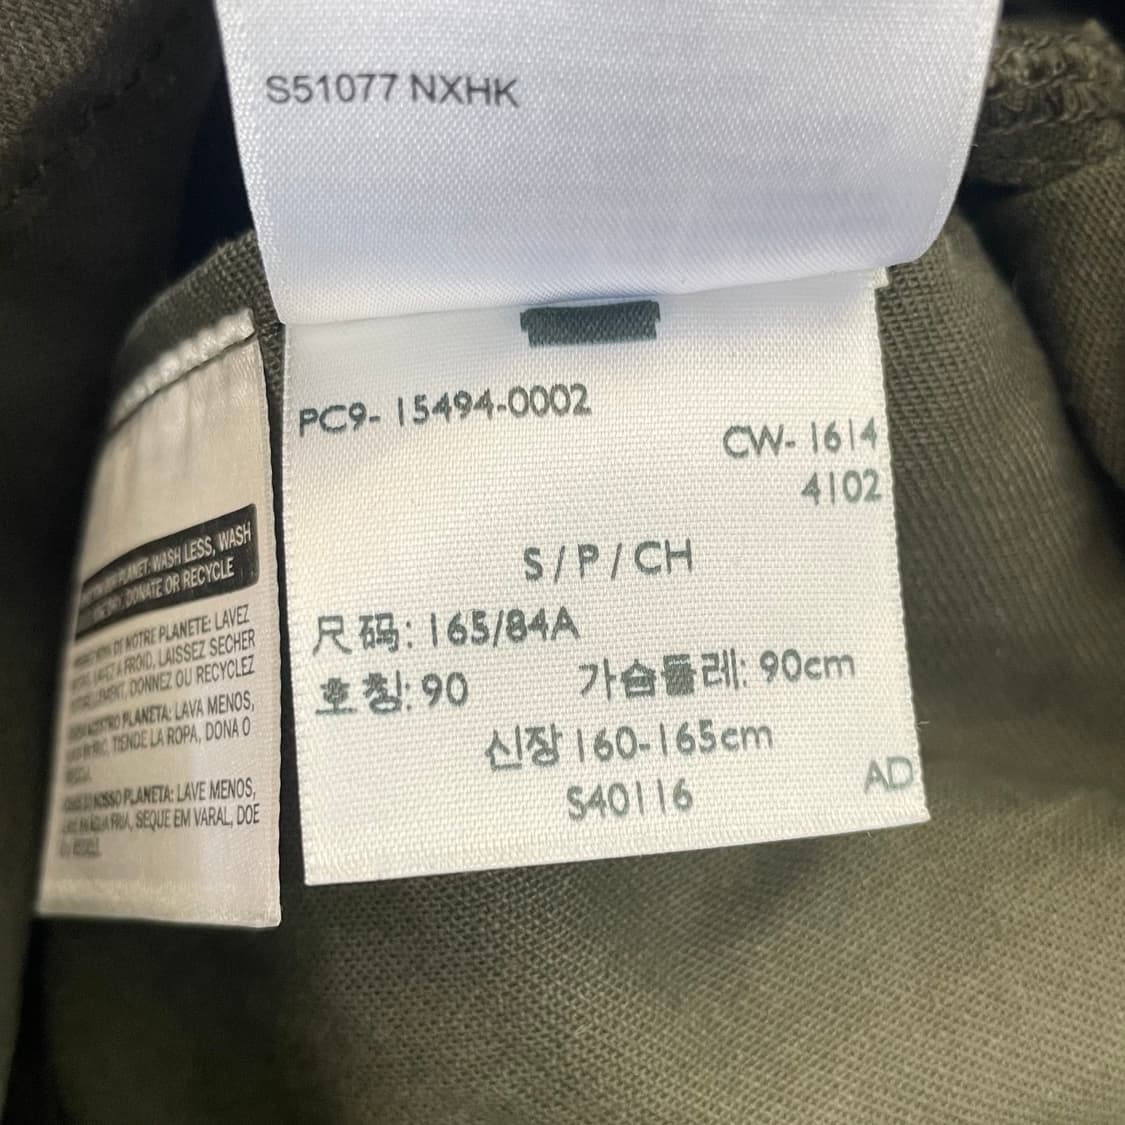 S51077 NXHK
PC9-15494-0002
CW-1614
4102
S/P/CH
尺码: 165/84A
호칭: 90 가슴둘레: 90cm
신장 160-165cm
S40116
AD
PLANET: WASH LESS, WASH
DONATE OR RECYCLE
DE NOTRE PLANETE: LAVEZ
A FROID, LAISSEZ SECHER
DONNEZ OU RECYCLEZ
PLANETA: LAVA MENOS,
TIENDE LA ROPA, DONA O
NOSSO PLANETA: LAVE MENOS,
SEQUE EM VARAL, DOE